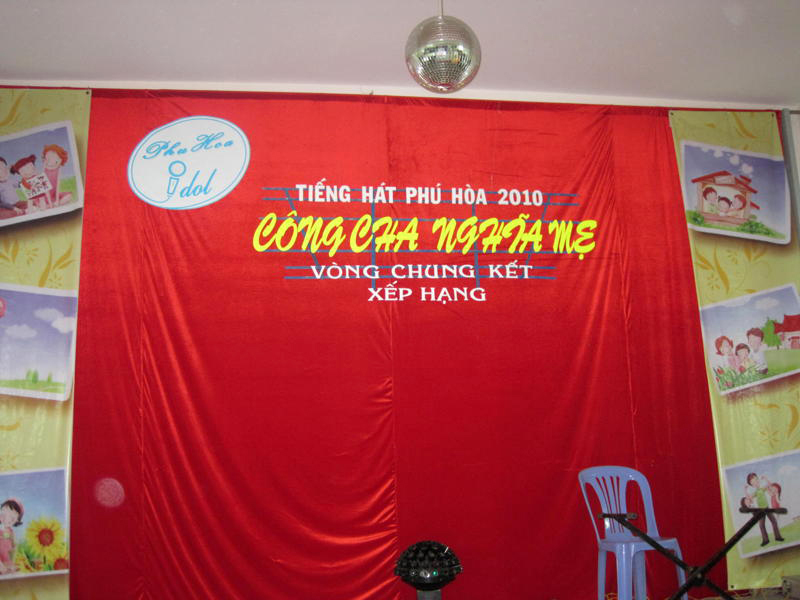 Phu Hoa
idol
TIẾNG HÁT PHÚ HÒA 2010
CÔNG CHA NGHĨA MẸ
VÒNG CHUNG KẾT
XẾP HẠNG